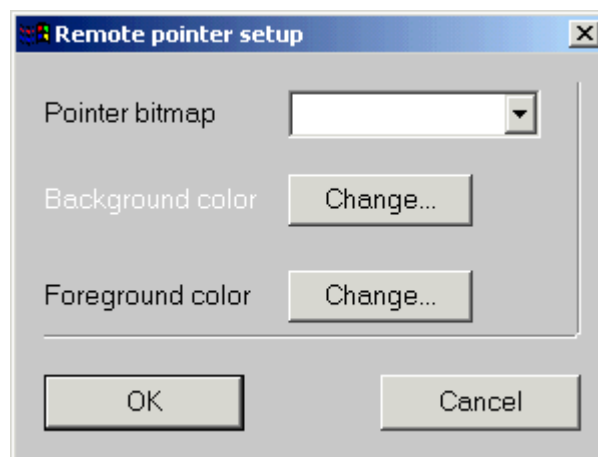 Remote pointer setup
Pointer bitmap
Background color Change...
Foreground color Change...
OK Cancel